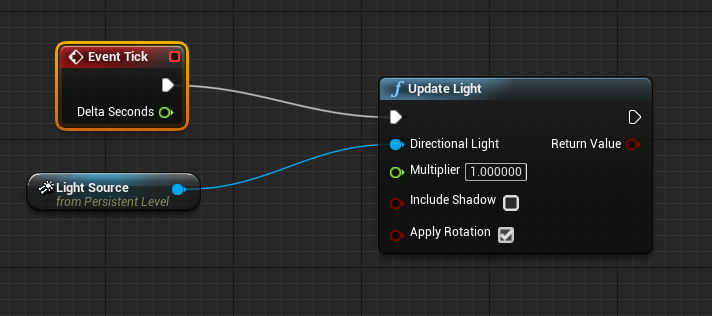 Event Tick
Delta Seconds
Light Source
from Persistent Level
f Update Light
Directional Light
Return Value
Multiplier 1.000000
Include Shadow
Apply Rotation